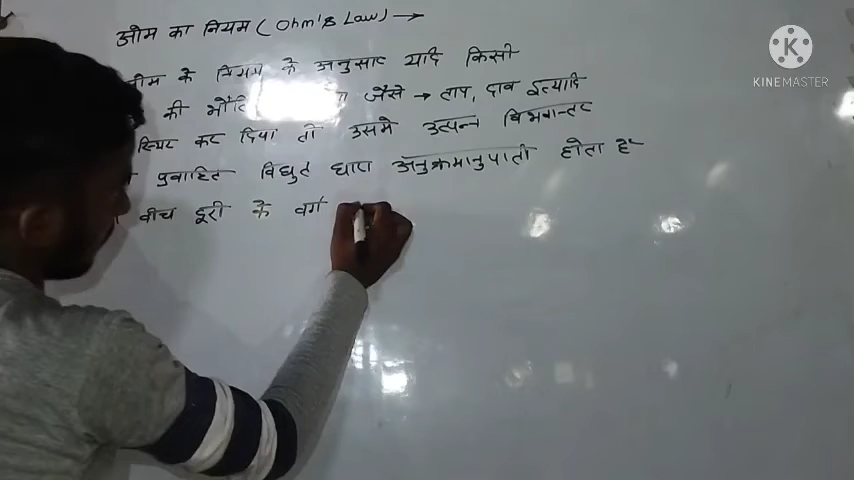 ओम का नियम (Ohm's Law) →
ओम के नियम के अनुसार यदि किसी
की जैसे → ताप, दाब इत्यादि
स्थिर कर दिया तो उसमे उत्पन्न विभवान्तर
प्रवाहित विधुत धारा अनुक्रमानुपाती होता है
बीच दूरी के वर्ग
K
KINEMASTER